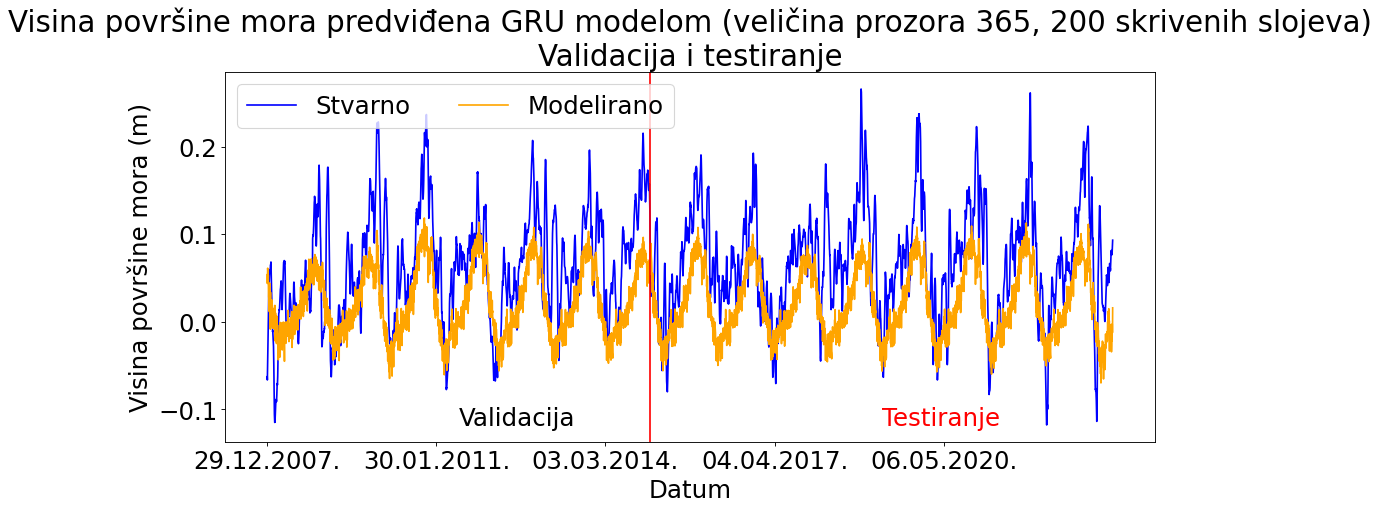 Visina površine mora predviđena GRU modelom (veličina prozora 365, 200 skrivenih slojeva)
Validacija i testiranje
Stvarno Modelirano
Visina površine mora (m)
0.2
0.1
0.0
−0.1
Validacija Testiranje
29.12.2007. 30.01.2011. 03.03.2014. 04.04.2017. 06.05.2020.
Datum